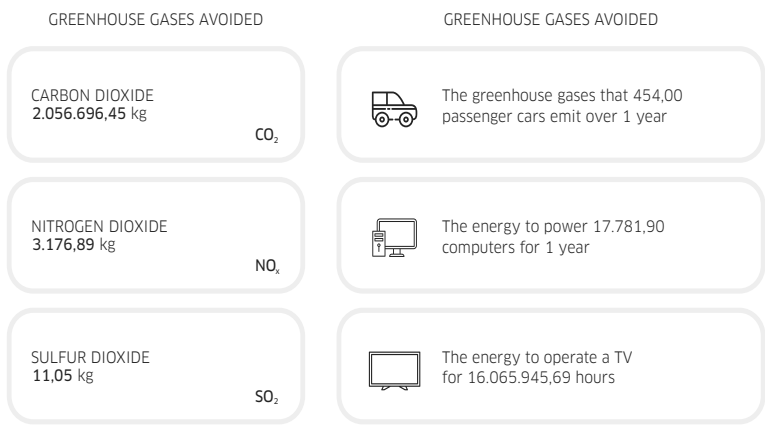 GREENHOUSE GASES AVOIDED
CARBON DIOXIDE
2.056.696,45 kg
CO₂
NITROGEN DIOXIDE
3.176,89 kg
NOₓ
SULFUR DIOXIDE
11,05 kg
SO₂
GREENHOUSE GASES AVOIDED
The greenhouse gases that 454,00
passenger cars emit over 1 year
The energy to power 17.781,90
computers for 1 year
The energy to operate a TV
for 16.065.945,69 hours